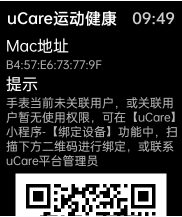 uCare运动健康 09:49
Mac地址
B4:57:E6:73:77:9F
提示
手表当前未关联用户，或关联用
户暂无使用权限，可在【uCare】
小程序-【绑定设备】功能中，扫
描下方二维码进行绑定，或联系
uCare平台管理员